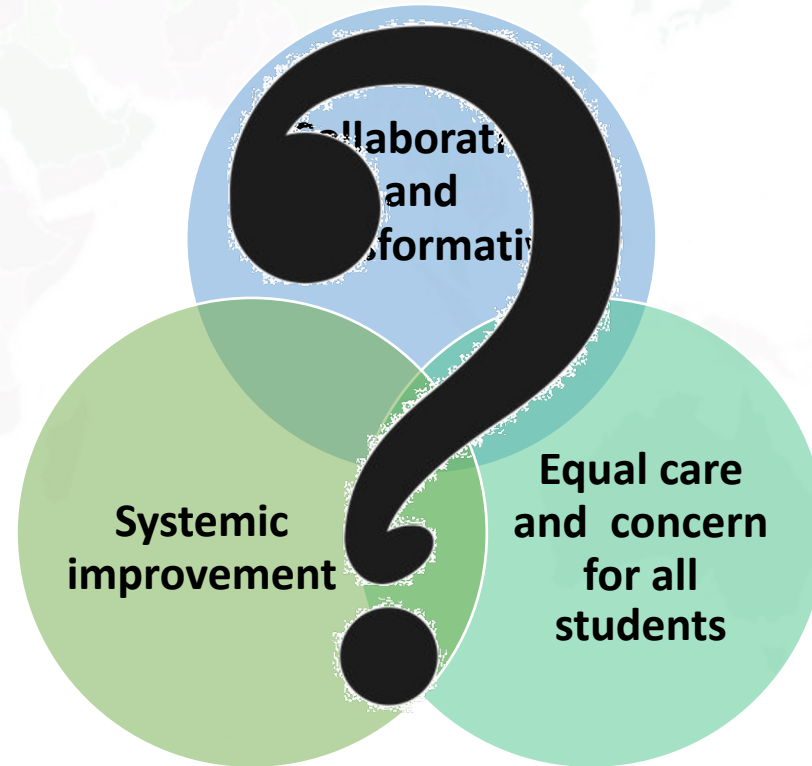 and
Systemic
improvement
Equal care
and concern
for all
students